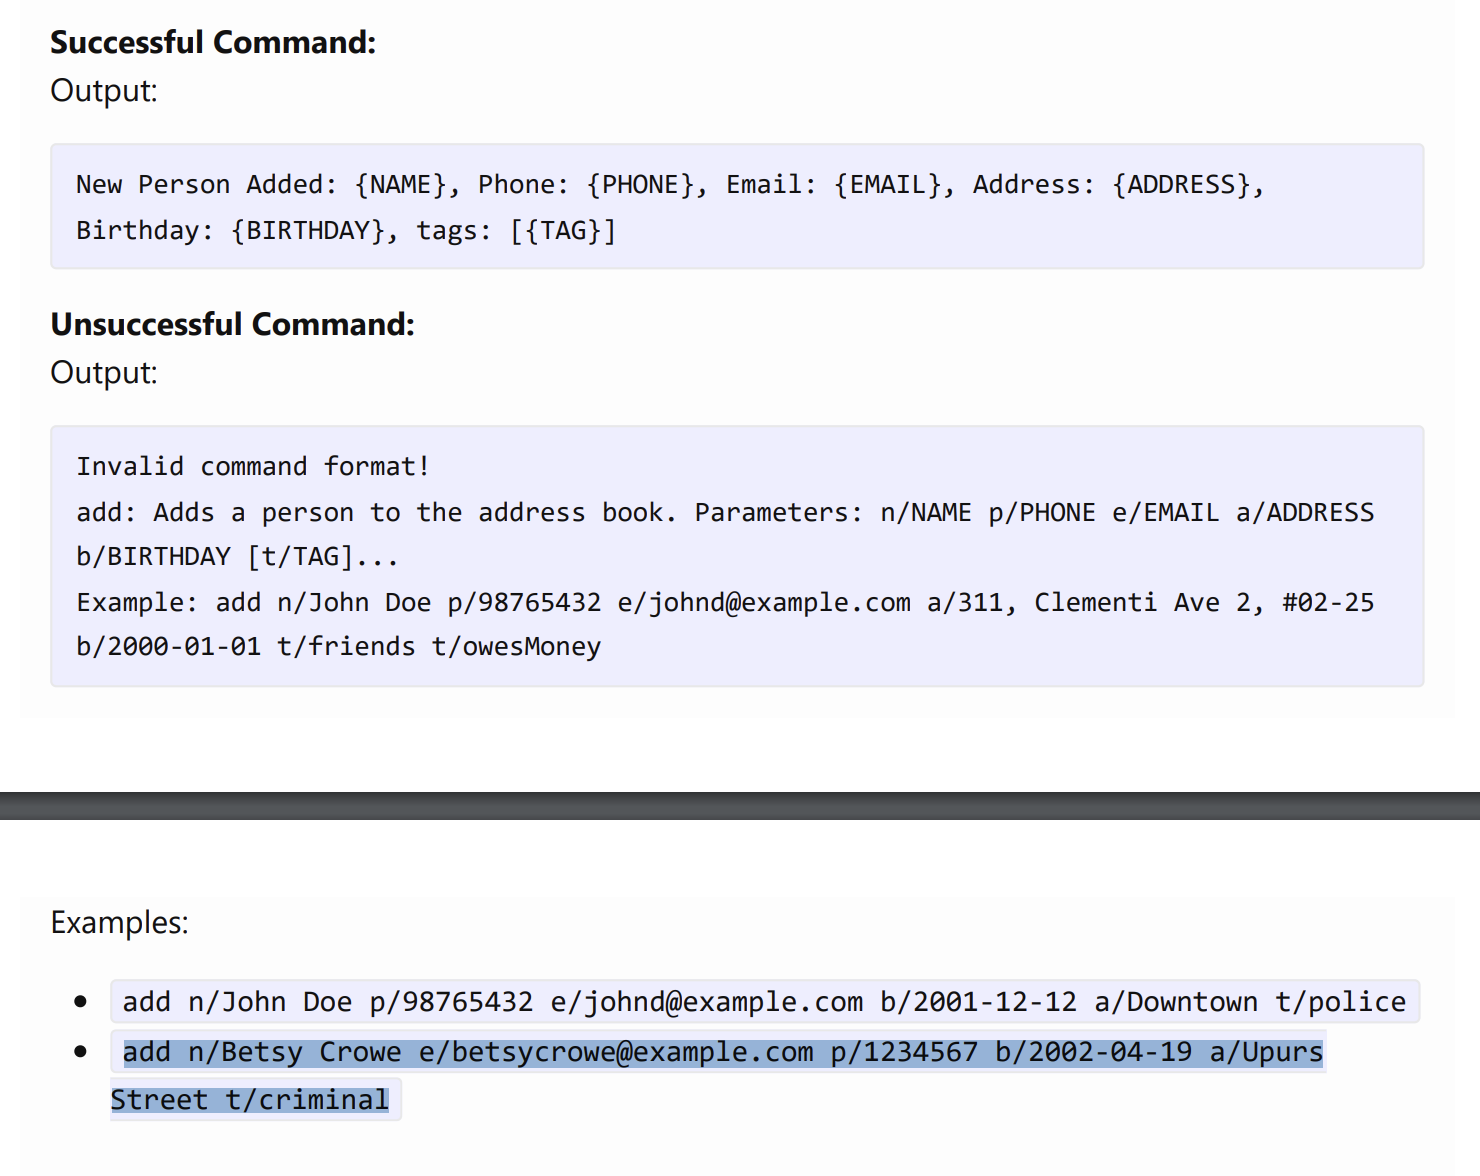 Successful Command:
Output:
New Person Added: {NAME}, Phone: {PHONE}, Email: {EMAIL}, Address: {ADDRESS},
Birthday: {BIRTHDAY}, tags: [{TAG}]
Unsuccessful Command:
Output:
Invalid command format!
add: Adds a person to the address book. Parameters: n/NAME p/PHONE e/EMAIL a/ADDRESS
b/BIRTHDAY [t/TAG]...
Example: add n/John Doe p/98765432 e/johnd@example.com a/311, Clementi Ave 2, #02-25
b/2000-01-01 t/friends t/owesMoney
Examples:
• add n/John Doe p/98765432 e/johnd@example.com b/2001-12-12 a/Downtown t/police
• add n/Betsy Crowe e/betsycrowe@example.com p/1234567 b/2002-04-19 a/Upurs
Street t/criminal